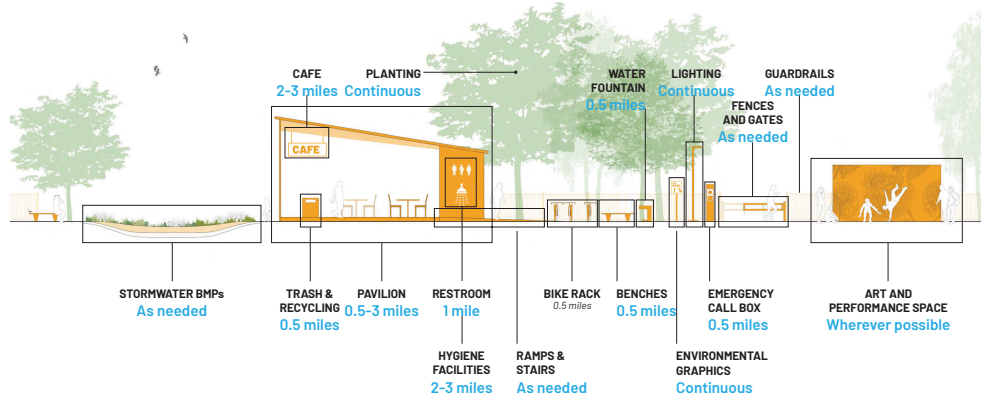 CAFE
2-3 miles
PLANTING
Continuous
WATER
FOUNTAIN
0.5 miles
LIGHTING
Continuous
GUARDRAILS
As needed
FENCES
AND GATES
As needed
CAFE
STORMWATER BMPs
As needed
TRASH &
RECYCLING
0.5 miles
PAVILION
0.5-3 miles
RESTROOM
1 mile
BIKE RACK
0.5 miles
BENCHES
0.5 miles
EMERGENCY
CALL BOX
0.5 miles
ART AND
PERFORMANCE SPACE
Wherever possible
HYGIENE
FACILITIES
2-3 miles
RAMPS &
STAIRS
As needed
ENVIRONMENTAL
GRAPHICS
Continuous